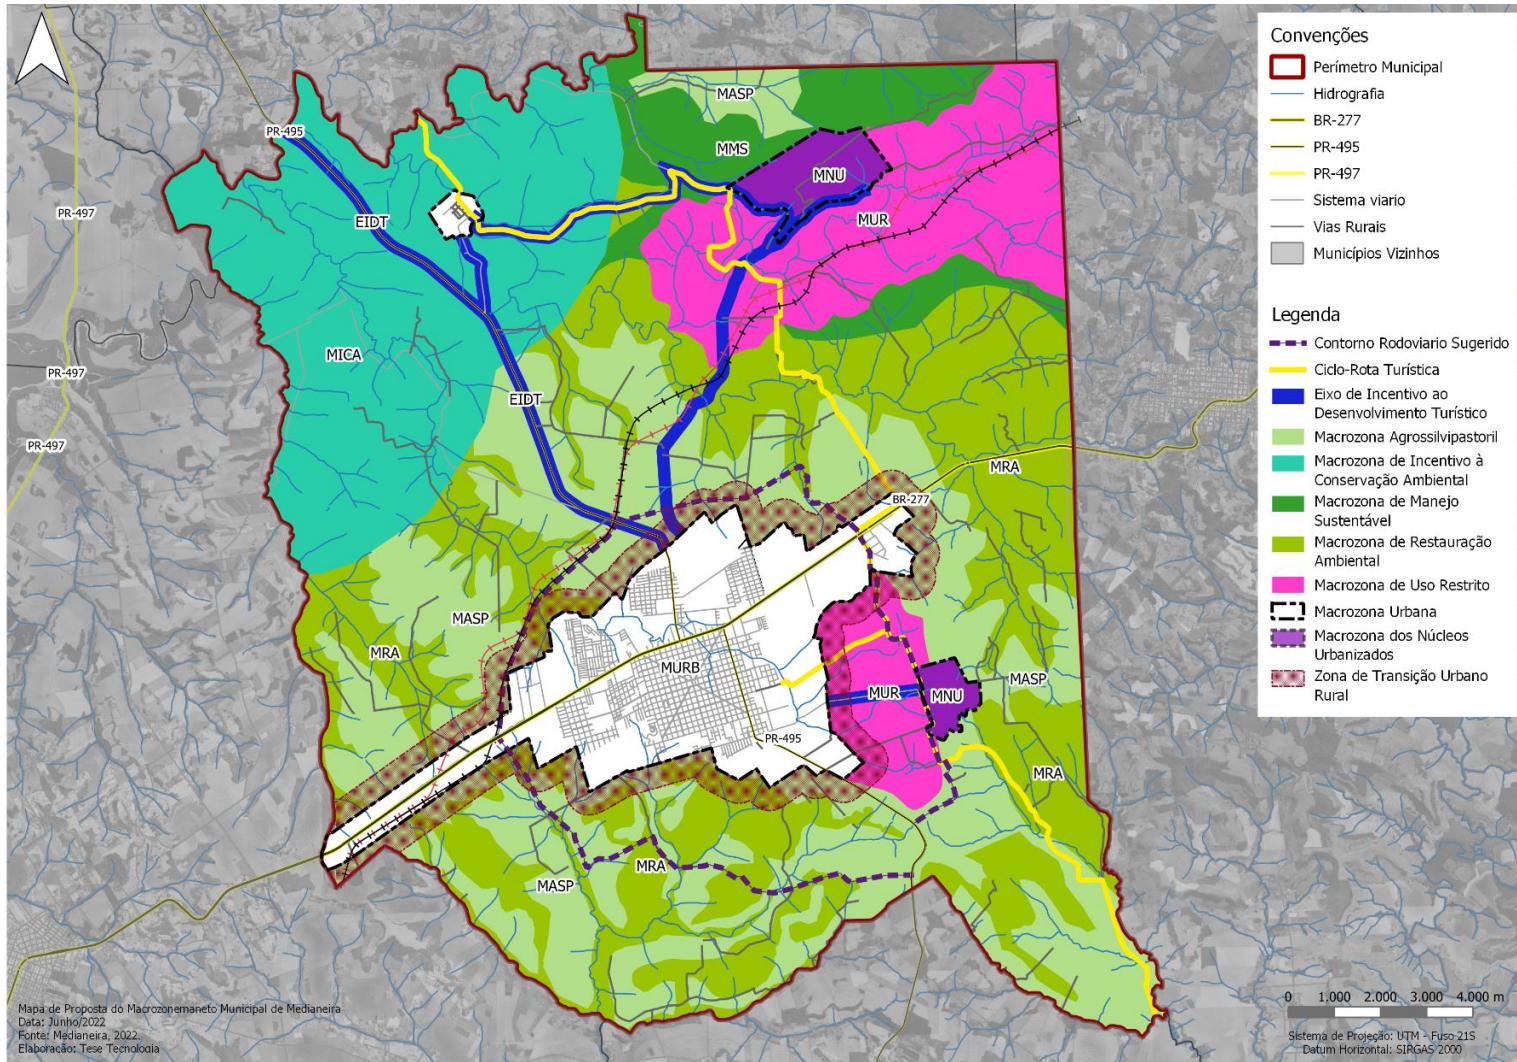 PR-495
PR-497
PR-497
PR-497
MASP
MMS
MNU
MUR
EIDT
MICA
EIDT
MRA
BR-277
MASP
MRA
MURB
MUR
MNU
MASP
PR-495
MRA
MRA
MASP
Convenções
Perímetro Municipal
Hidrografia
BR-277
PR-495
PR-497
Sistema viario
Vias Rurais
Municípios Vizinhos
Legenda
Contorno Rodoviario Sugerido
Ciclo-Rota Turística
Eixo de Incentivo ao
Desenvolvimento Turístico
Macrozona Agrossilvipastoril
Macrozona de Incentivo à
Conservação Ambiental
Macrozona de Manejo
Sustentável
Macrozona de Restauração
Ambiental
Macrozona de Uso Restrito
Macrozona Urbana
Macrozona dos Núcleos
Urbanizados
Zona de Transição Urbano
Rural
0 1.000 2.000 3.000 4.000 m
Sistema de Projeção: UTM - Fuso 21S
Datum Horizontal: SIRGAS 2000
Mapa de Proposta do Macrozonemaneto Municipal de Medianeira
Data: Junho/2022
Fonte: Medianeira, 2022.
Elaboração: Tese Tecnologia